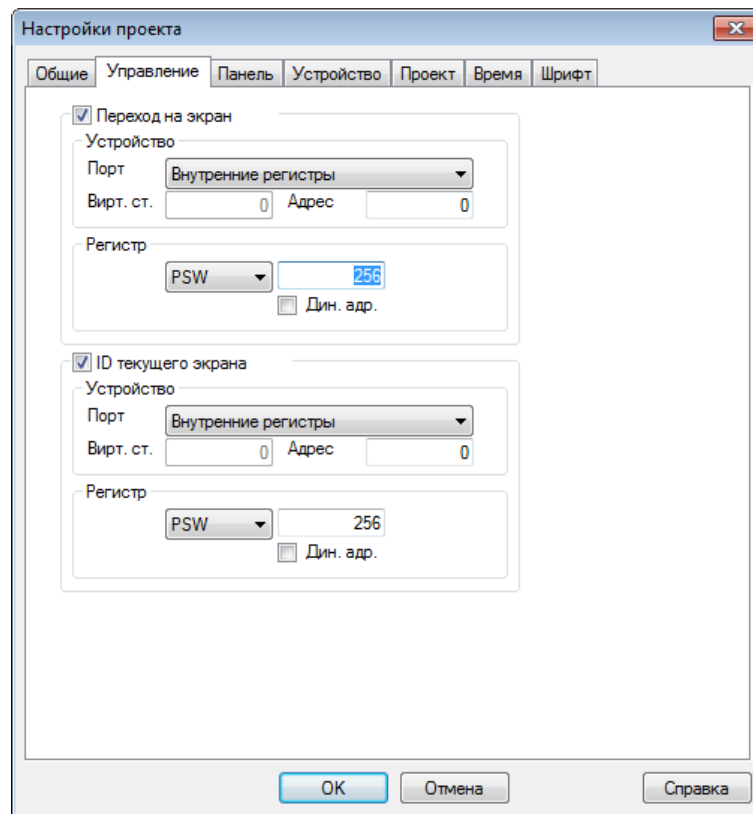 Настройки проекта
Общие Управление Панель Устройство Проект Время Шрифт
Переход на экран
Устройство
Порт Внутренние регистры
Вирт. ст. 0 Адрес 0
Регистр
PSW 256
Дин. адр.
ID текущего экрана
Устройство
Порт Внутренние регистры
Вирт. ст. 0 Адрес 0
Регистр
PSW 256
Дин. адр.
OK Отмена Справка